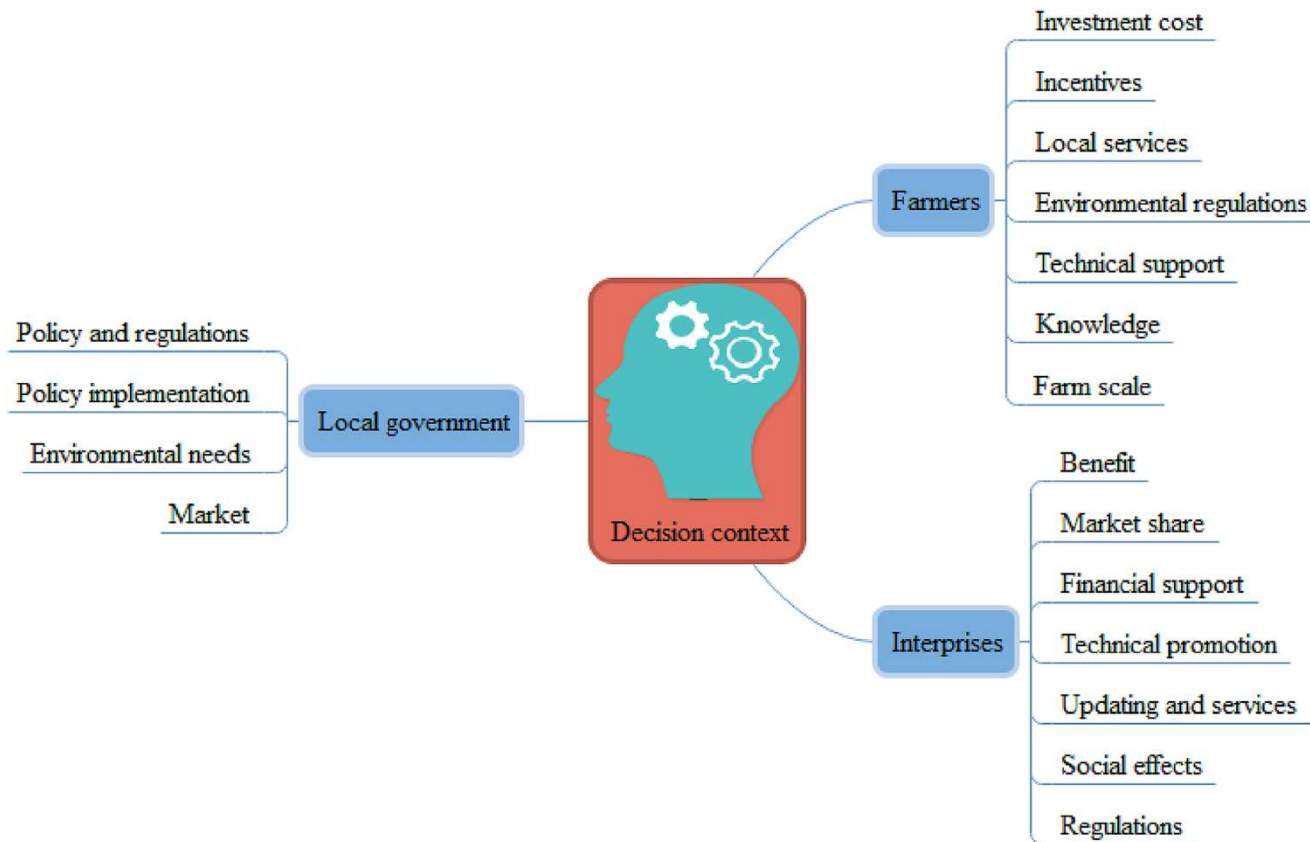 Investment cost
Incentives
Local services
Farmers
Environmental regulations
Technical support
Knowledge
Farm scale
Policy and regulations
Policy implementation
Local government
Environmental needs
Market
Decision context
Benefit
Market share
Financial support
Interprises
Technical promotion
Updating and services
Social effects
Regulations